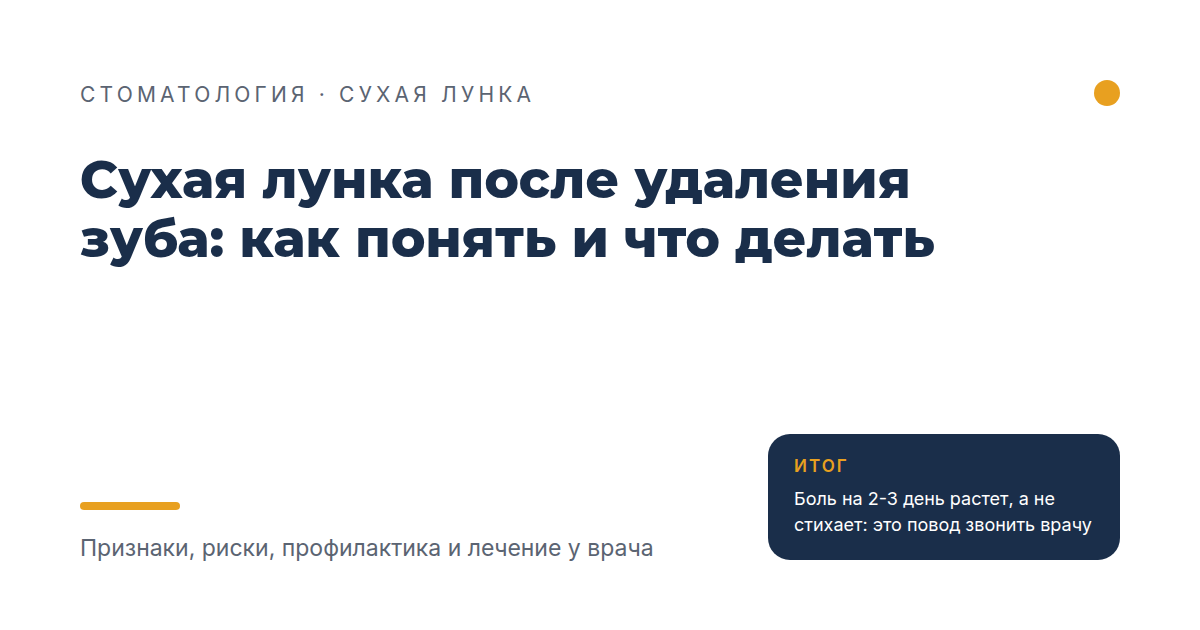 СТОМАТОЛОГИЯ · СУХАЯ ЛУНКА
Сухая лунка после удаления
зуба: как понять и что делать
ИТОГ
Боль на 2-3 день растет, а не
стихает: это повод звонить врачу
Признаки, риски, профилактика и лечение у врача